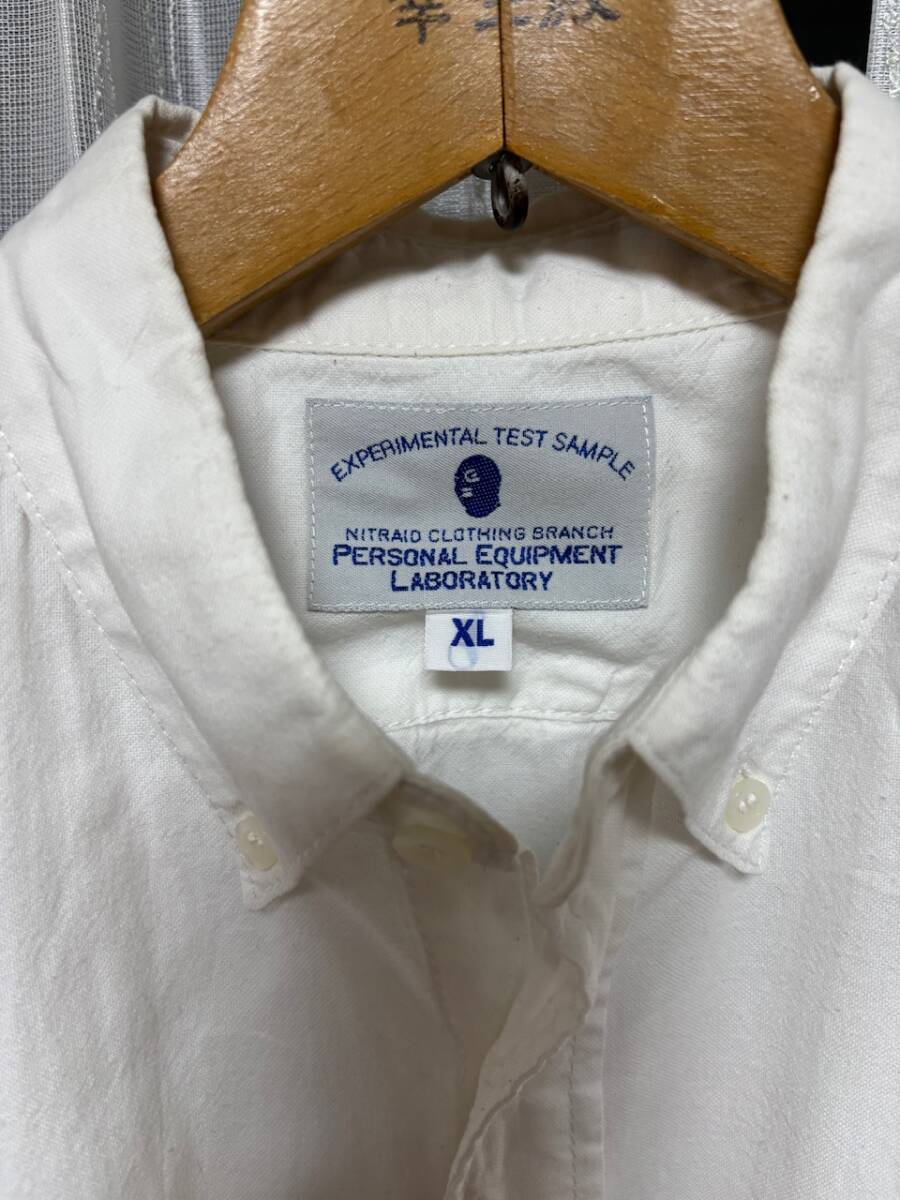 EXPERIMENTAL TEST SAMPLE
NITRAID CLOTHING BRANCH
PERSONAL EQUIPMENT
LABORATORY
XL